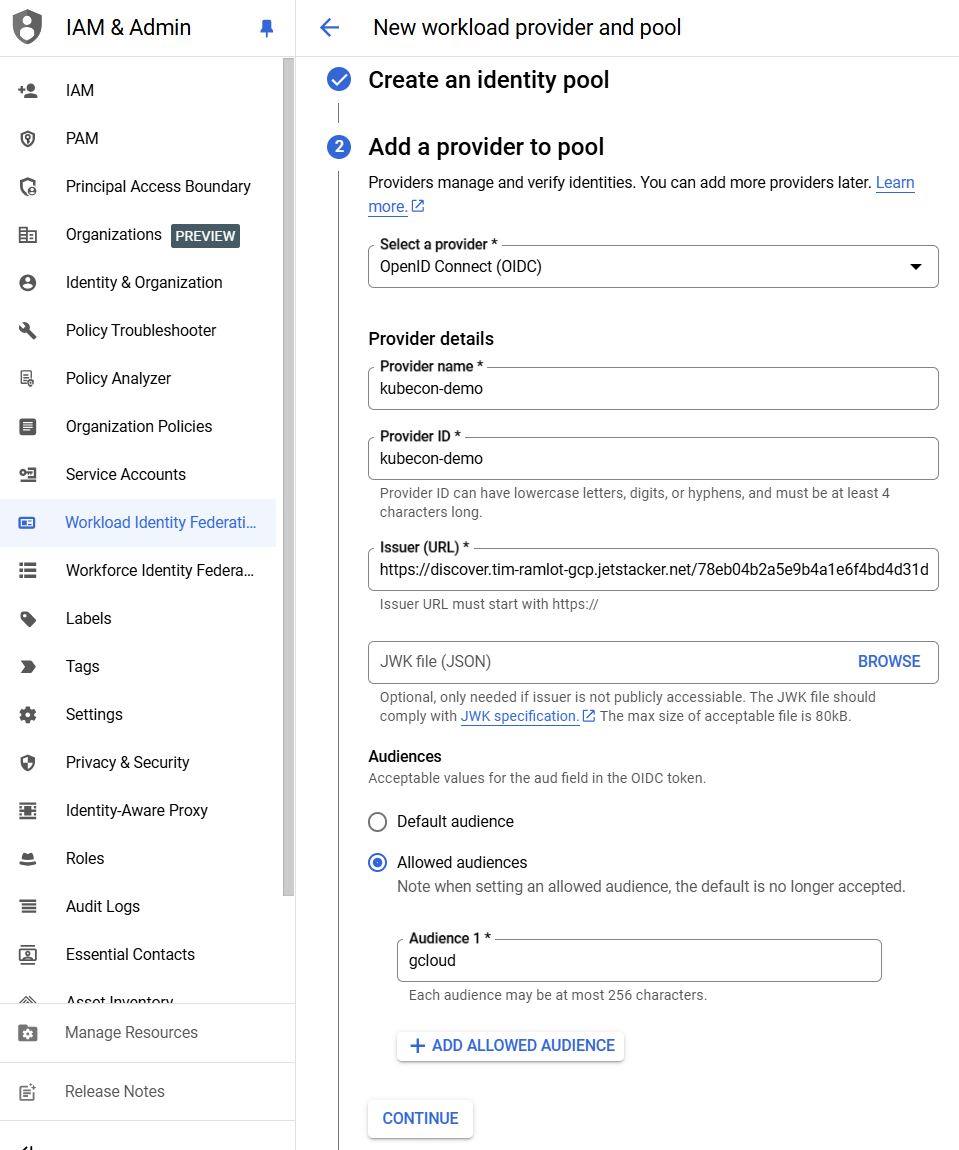 IAM & Admin
IAM
PAM
Principal Access Boundary
Organizations PREVIEW
Identity & Organization
Policy Troubleshooter
Policy Analyzer
Organization Policies
Service Accounts
Workload Identity Federati...
Workforce Identity Federa...
Labels
Tags
Settings
Privacy & Security
Identity-Aware Proxy
Roles
Audit Logs
Essential Contacts
Asset Inventory
Manage Resources
Release Notes
New workload provider and pool
Create an identity pool
2 Add a provider to pool
Providers manage and verify identities. You can add more providers later. Learn
more.
Select a provider *
OpenID Connect (OIDC)
Provider details
Provider name *
kubecon-demo
Provider ID *
kubecon-demo
Provider ID can have lowercase letters, digits, or hyphens, and must be at least 4
characters long.
Issuer (URL) *
https://discover.tim-ramlot-gcp.jetstacker.net/78eb04b2a5e9b4a1e6f4bd4d31d
Issuer URL must start with https://
JWK file (JSON) BROWSE
Optional, only needed if issuer is not publicly accessiable. The JWK file should
comply with JWK specification. The max size of acceptable file is 80kB.
Audiences
Acceptable values for the aud field in the OIDC token.
Default audience
Allowed audiences
Note when setting an allowed audience, the default is no longer accepted.
Audience 1 *
gcloud
Each audience may be at most 256 characters.
ADD ALLOWED AUDIENCE
CONTINUE